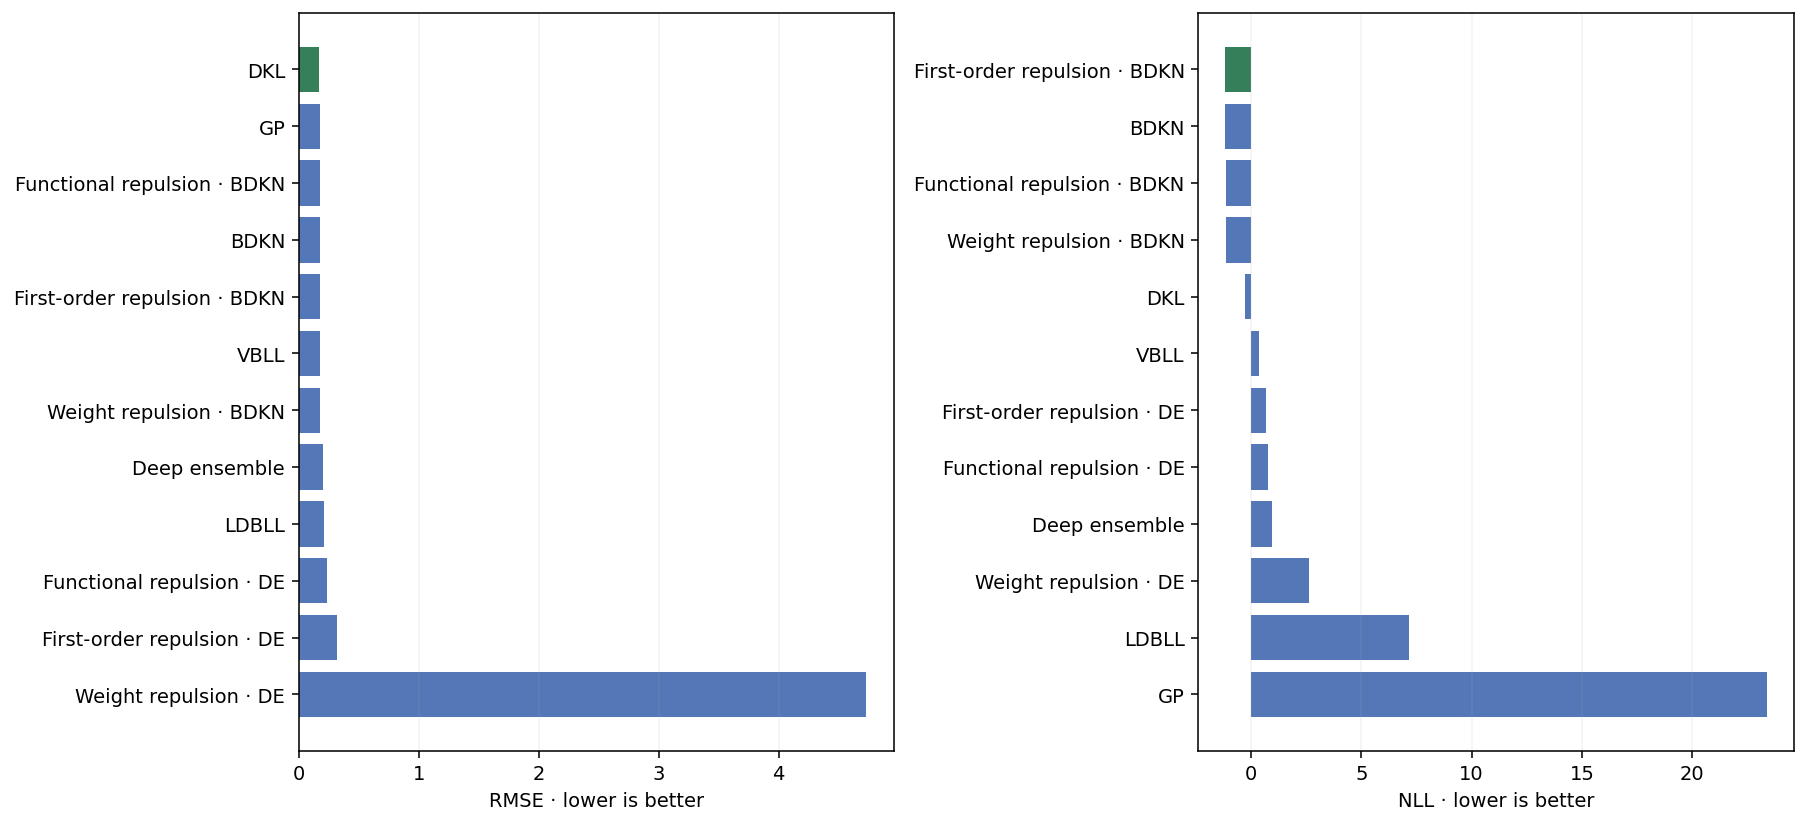 DKL
GP
Functional repulsion · BDKN
BDKN
First-order repulsion · BDKN
VBLL
Weight repulsion · BDKN
Deep ensemble
LDBLL
Functional repulsion · DE
First-order repulsion · DE
Weight repulsion · DE
0 1 2 3 4
RMSE · lower is better
First-order repulsion · BDKN
BDKN
Functional repulsion · BDKN
Weight repulsion · BDKN
DKL
VBLL
First-order repulsion · DE
Functional repulsion · DE
Deep ensemble
Weight repulsion · DE
LDBLL
GP
0 5 10 15 20
NLL · lower is better